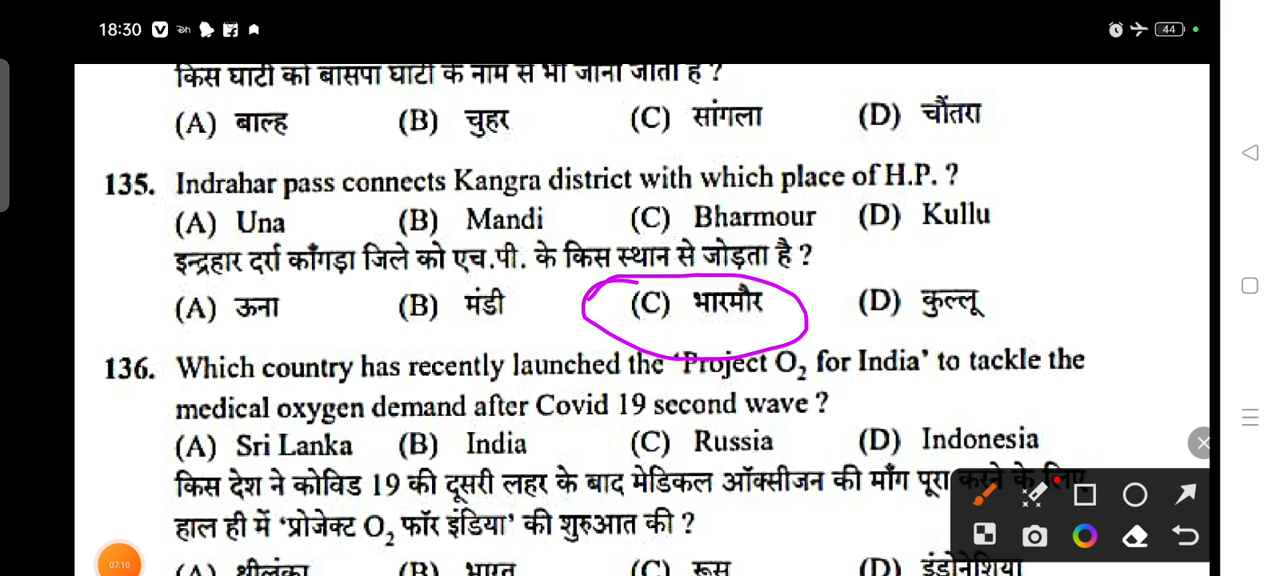 18:30
44
किस घाटी को बासपा घाटी के नाम से भी जाना जाता है ?
(A) बाल्ह (B) चुहर (C) सांगला (D) चौंतरा
135. Indrahar pass connects Kangra district with which place of H.P. ?
(A) Una (B) Mandi (C) Bharmour (D) Kullu
इन्द्रहार दर्रा काँगड़ा जिले को एच.पी. के किस स्थान से जोड़ता है ?
(A) ऊना (B) मंडी (C) भारमौर (D) कुल्लू
136. Which country has recently launched the ‘Project O₂ for India’ to tackle the
medical oxygen demand after Covid 19 second wave ?
(A) Sri Lanka (B) India (C) Russia (D) Indonesia
किस देश ने कोविड 19 की दूसरी लहर के बाद मेडिकल ऑक्सीजन की माँग पूरा करने के लिए
हाल ही में ‘प्रोजेक्ट O₂ फॉर इंडिया’ की शुरुआत की ?
(A) श्रीलंका (B) भारत (C) रूस (D) इंडोनेशिया
07:10